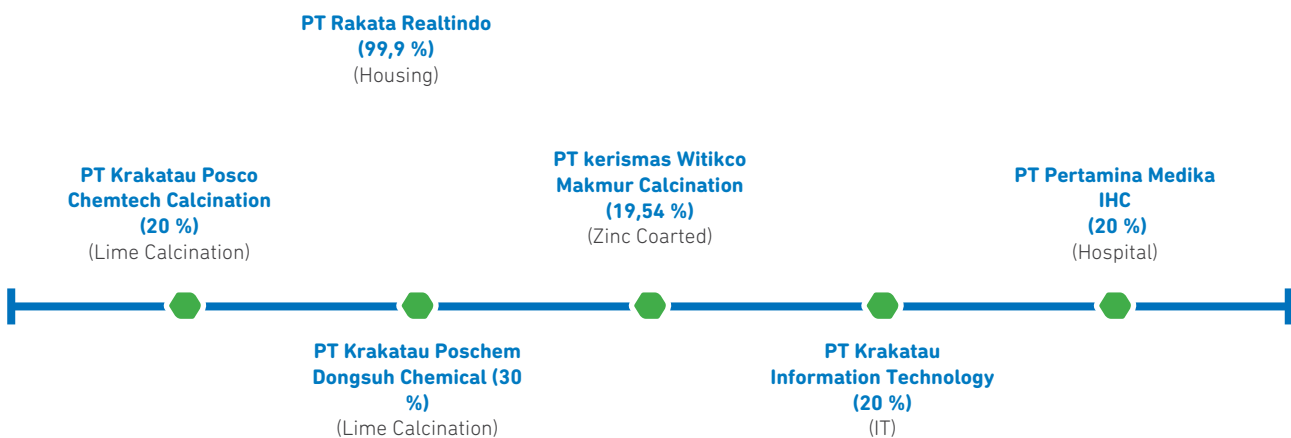 PT Rakata Realtindo
(99,9 %)
(Housing)
PT Krakatau Posco
Chemtech Calcination
(20 %)
(Lime Calcination)
PT kerismas Witikco
Makmur Calcination
(19,54 %)
(Zinc Coarted)
PT Pertamina Medika
IHC
(20 %)
(Hospital)
PT Krakatau Poschem
Dongsuh Chemical (30
%)
(Lime Calcination)
PT Krakatau
Information Technology
(20 %)
(IT)